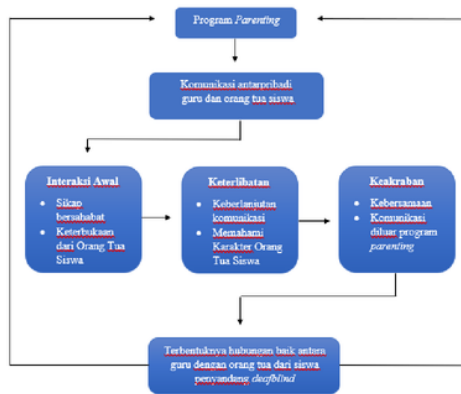 Program Parenting
Komunikasi antarpribadi
guru dan orang tua siswa
Interaksi Awal
Sikap
bersahabat
Keterbukaan
dari Orang Tua
Siswa
Keterlibatan
Keberlanjutan
komunikasi
Memahami
Karakter Orang
Tua Siswa
Keakraban
Kebersamaan
Komunikasi
diluar program
parenting
Terbentuknya hubungan baik antara
guru dengan orang tua dari siswa
penyandang deafblind